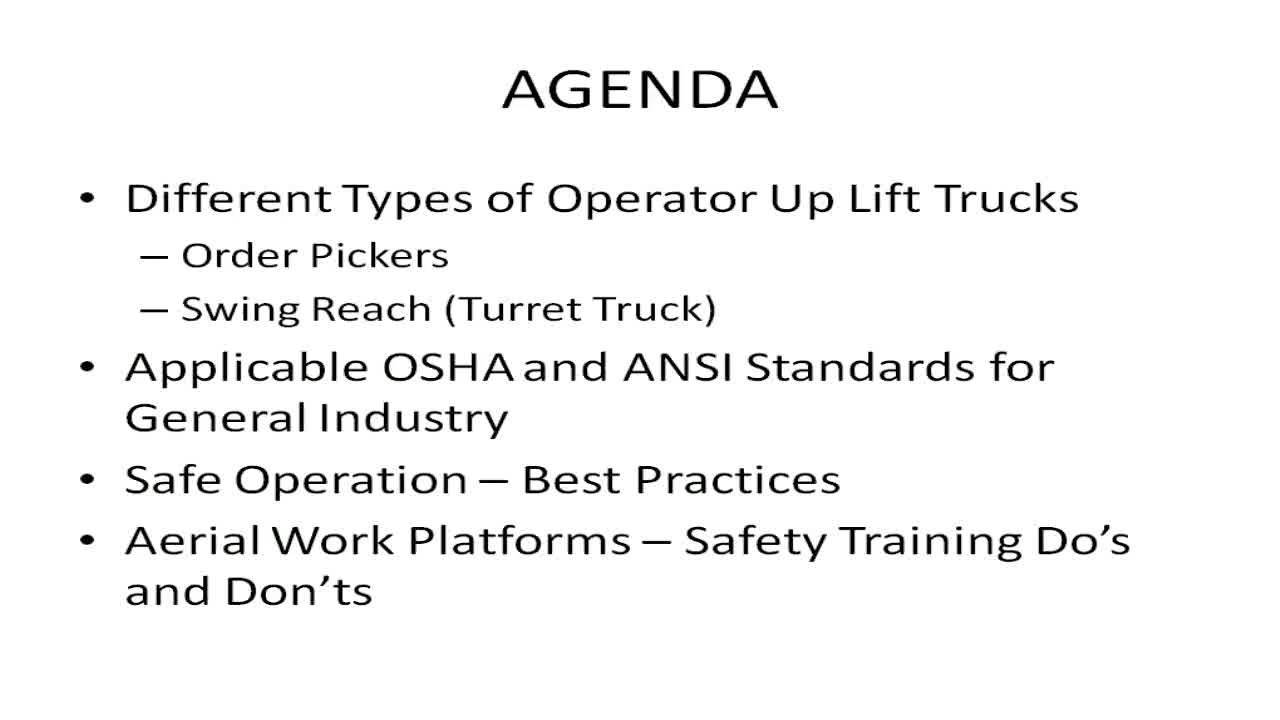 AGENDA
• Different Types of Operator Up Lift Trucks
– Order Pickers
– Swing Reach (Turret Truck)
• Applicable OSHA and ANSI Standards for
General Industry
• Safe Operation – Best Practices
• Aerial Work Platforms – Safety Training Do’s
and Don’ts